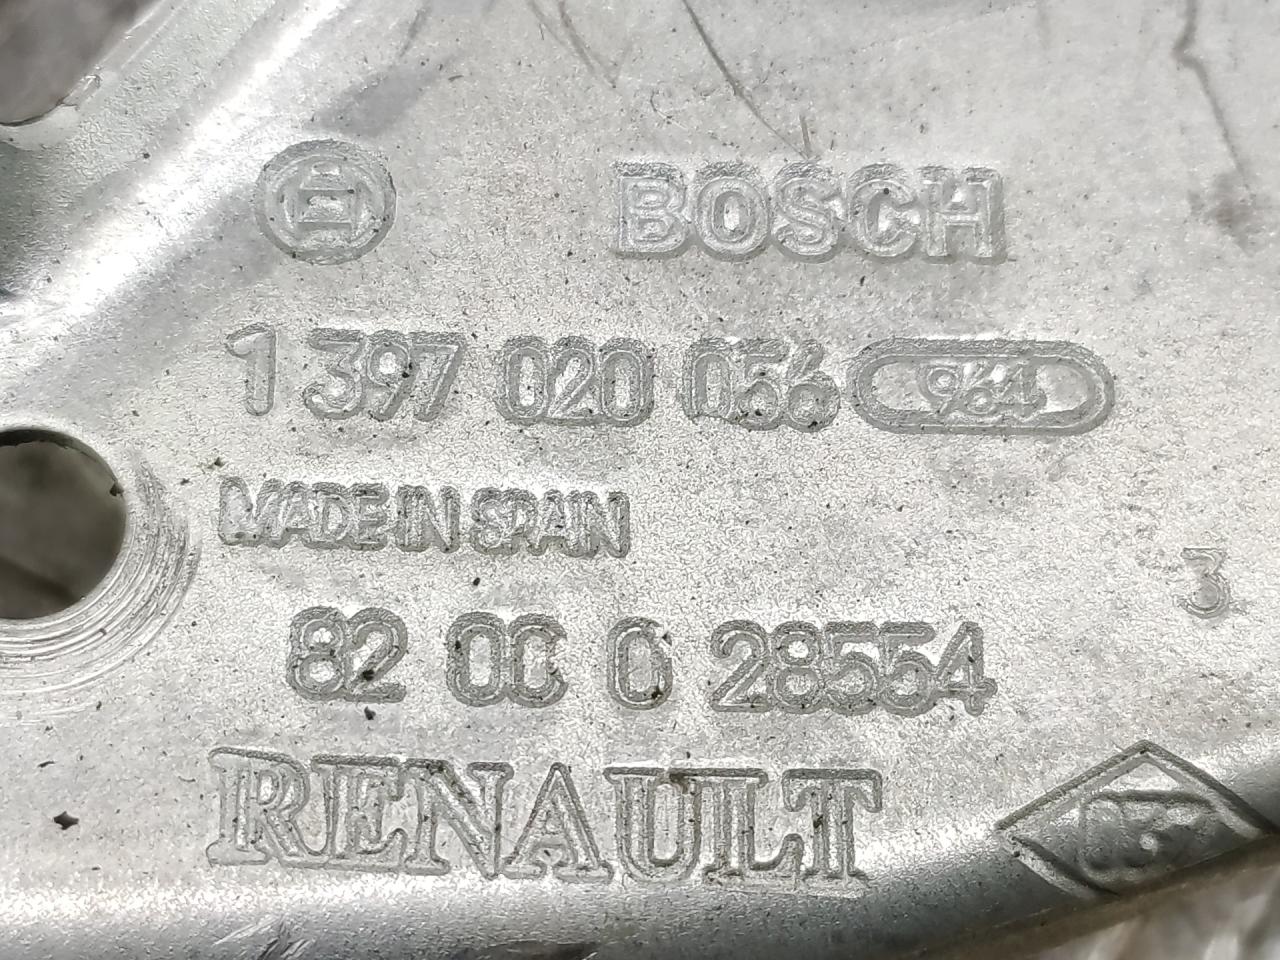 BOSCH
1 397 020 056 964
MADE IN SPAIN
3
82 00 0 28554
RENAULT